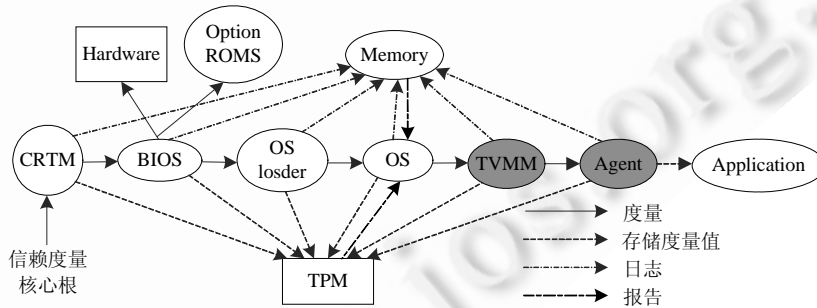 Option
ROMS
Hardware
Memory
CRTM
BIOS
OS
losder
OS
TVMM
Agent
Application
信赖度量
核心根
TPM
度量
存储度量值
日志
报告